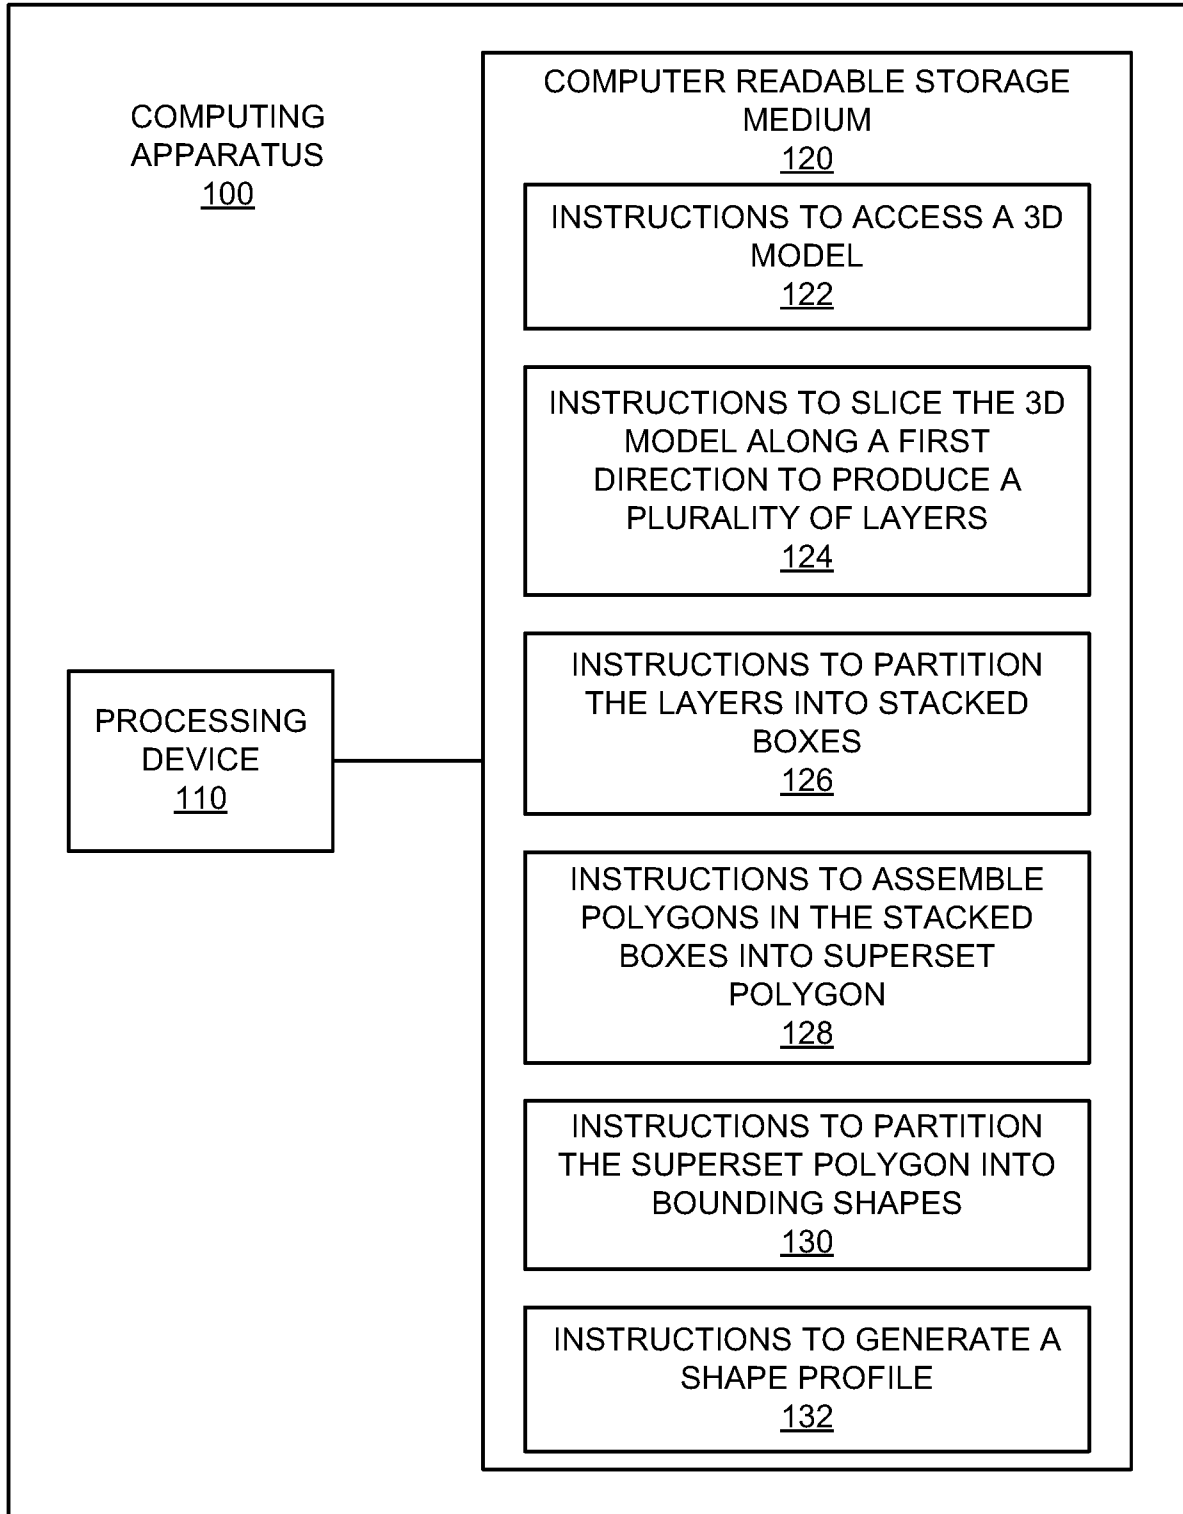 COMPUTING
APPARATUS
100
PROCESSING
DEVICE
110
COMPUTER READABLE STORAGE
MEDIUM
120
INSTRUCTIONS TO ACCESS A 3D
MODEL
122
INSTRUCTIONS TO SLICE THE 3D
MODEL ALONG A FIRST
DIRECTION TO PRODUCE A
PLURALITY OF LAYERS
124
INSTRUCTIONS TO PARTITION
THE LAYERS INTO STACKED
BOXES
126
INSTRUCTIONS TO ASSEMBLE
POLYGONS IN THE STACKED
BOXES INTO SUPERSET
POLYGON
128
INSTRUCTIONS TO PARTITION
THE SUPERSET POLYGON INTO
BOUNDING SHAPES
130
INSTRUCTIONS TO GENERATE A
SHAPE PROFILE
132